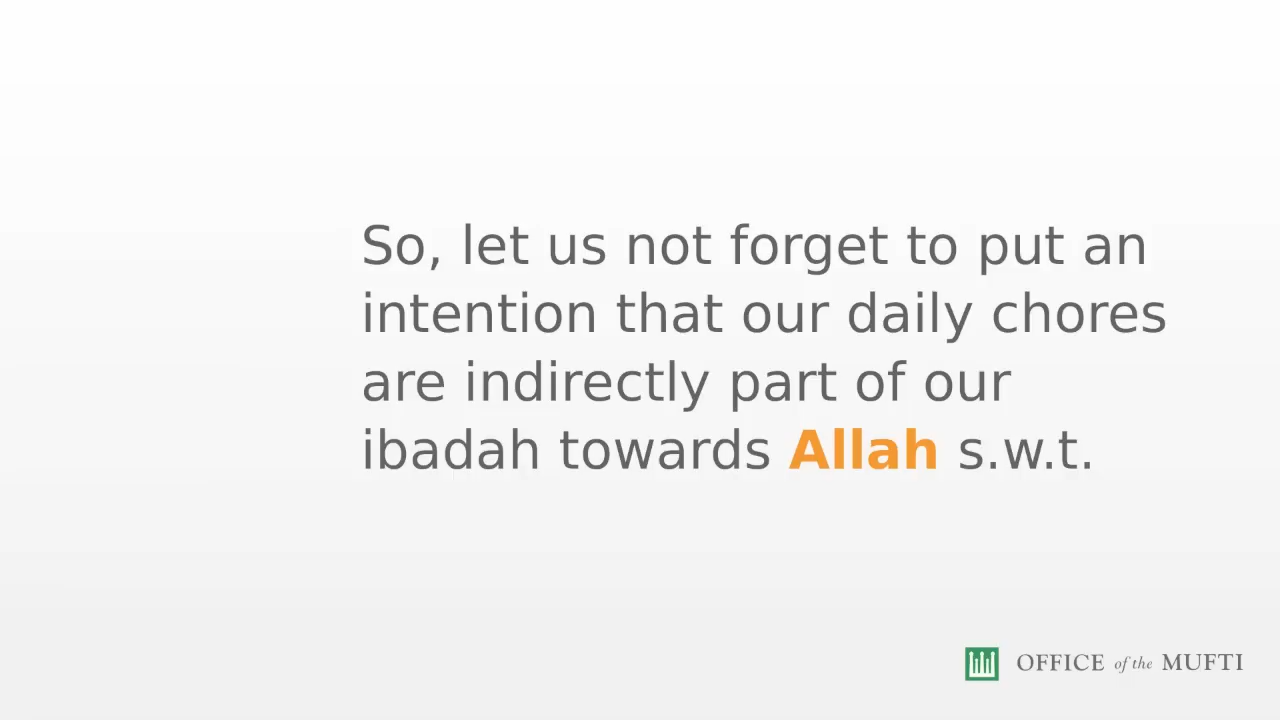 So, let us not forget to put an
intention that our daily chores
are indirectly part of our
ibadah towards Allah s.w.t.
OFFICE of the MUFTI